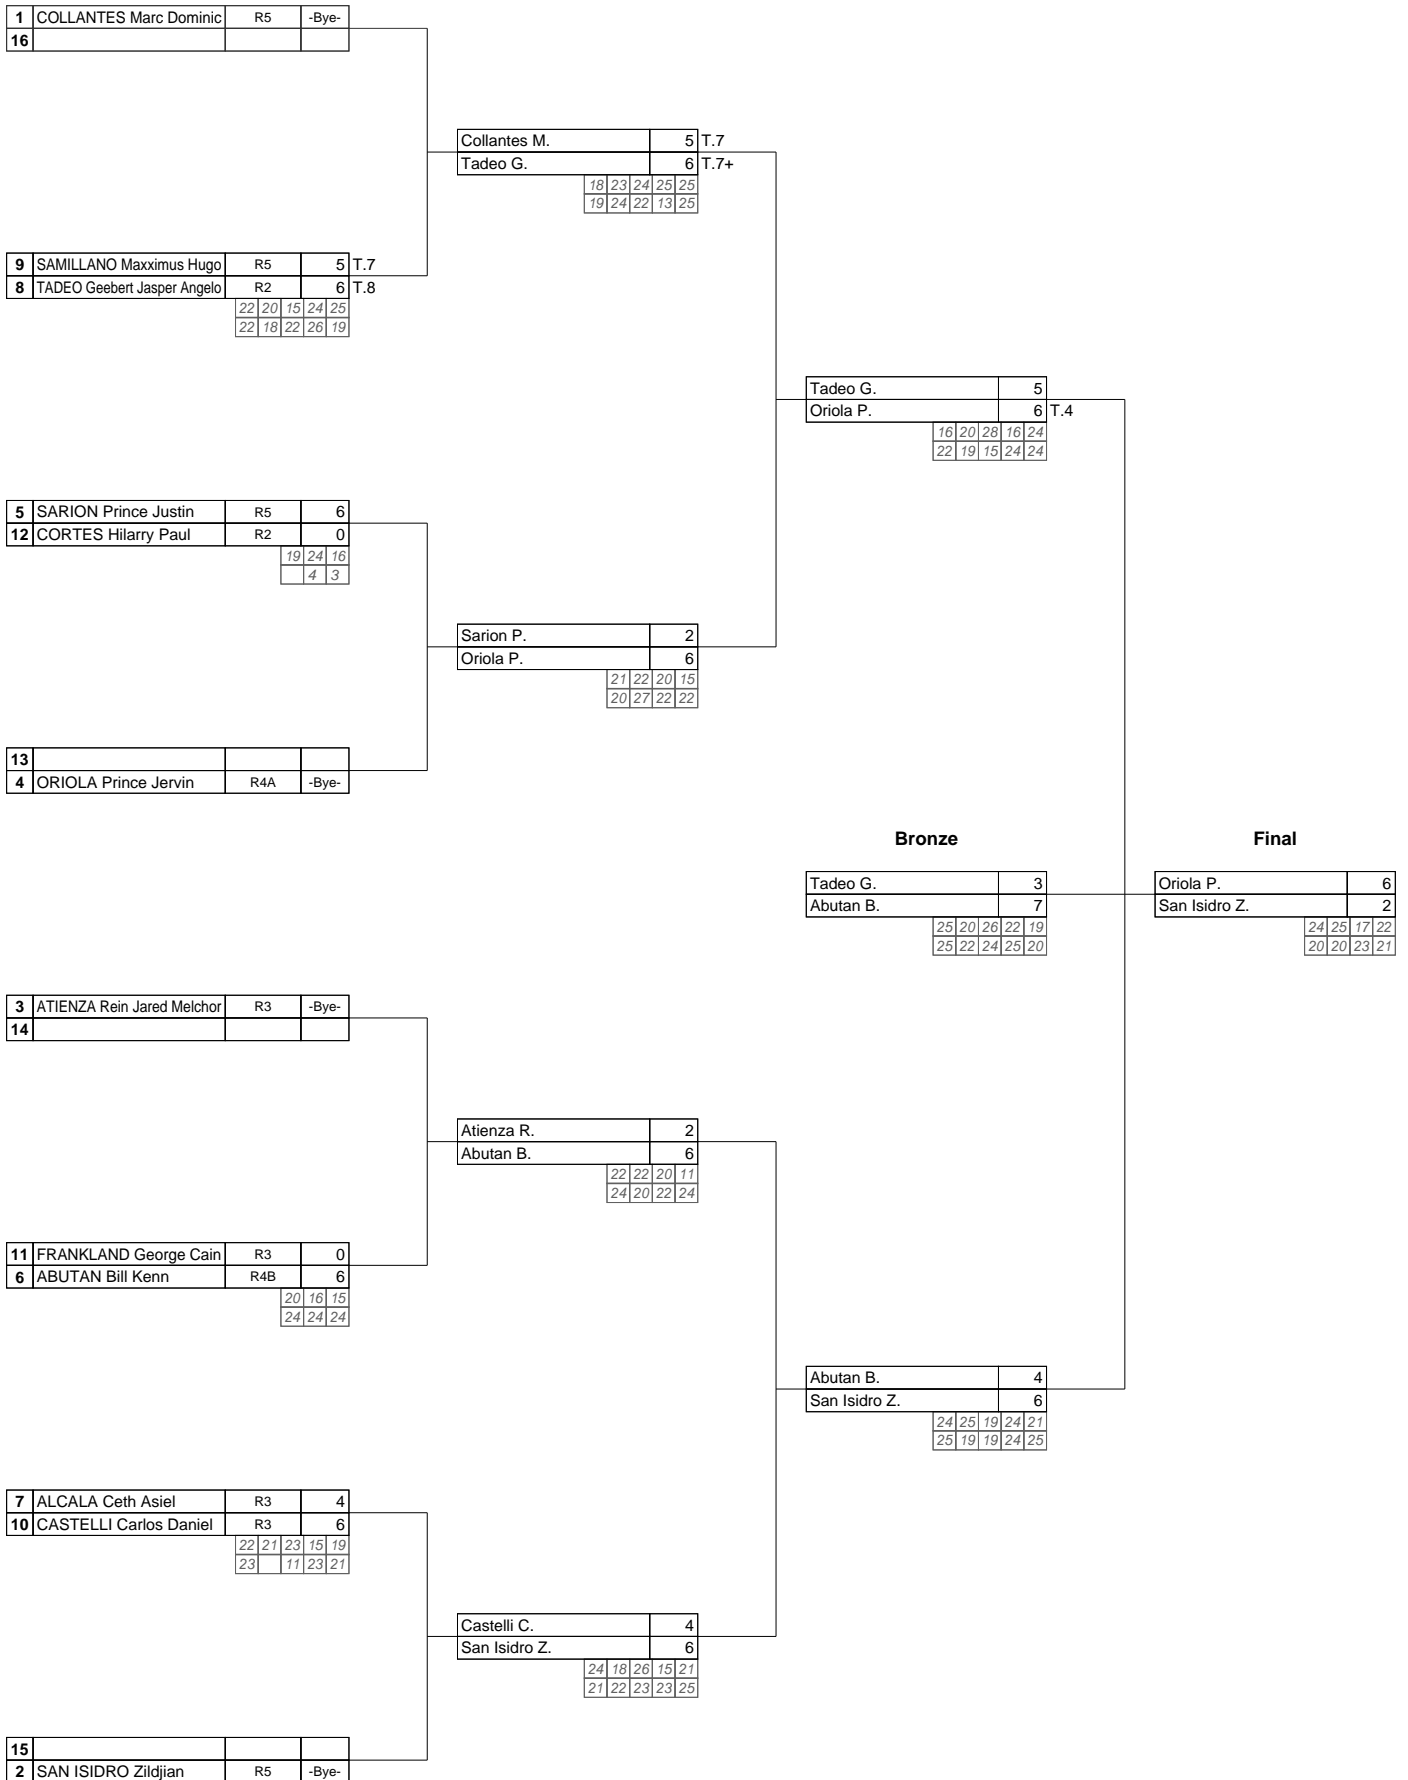 1 COLLANTES Marc Dominic R5 -Bye-
16
Collantes M. 5 T.7
Tadeo G. 6 T.7+
18 23 24 25 25
19 24 22 13 25
9 SAMILLANO Maxximus Hugo R5 5 T.7
8 TADEO Geebert Jasper Angelo R2 6 T.8
22 20 15 24 25
22 18 22 26 19
Tadeo G. 5
Oriola P. 6 T.4
16 20 28 16 24
22 19 15 24 24
5 SARION Prince Justin R5 6
12 CORTES Hilarry Paul R2 0
19 24 16
4 3
Sarion P. 2
Oriola P. 6
21 22 20 15
20 27 22 22
13
4 ORIOLA Prince Jervin R4A -Bye-
Bronze Final
Tadeo G. 3 Oriola P. 6
Abutan B. 7 San Isidro Z. 2
25 20 26 22 19 24 25 17 22
25 22 24 25 20 20 20 23 21
3 ATIENZA Rein Jared Melchor R3 -Bye-
14
Atienza R. 2
Abutan B. 6
22 22 20 11
24 20 22 24
11 FRANKLAND George Cain R3 0
6 ABUTAN Bill Kenn R4B 6
20 16 15
24 24 24
Abutan B. 4
San Isidro Z. 6
24 25 19 24 21
25 19 19 24 25
7 ALCALA Ceth Asiel R3 4
10 CASTELLI Carlos Daniel R3 6
22 21 23 15 19
23 11 23 21
Castelli C. 4
San Isidro Z. 6
24 18 26 15 21
21 22 23 23 25
15
2 SAN ISIDRO Zildjian R5 -Bye-